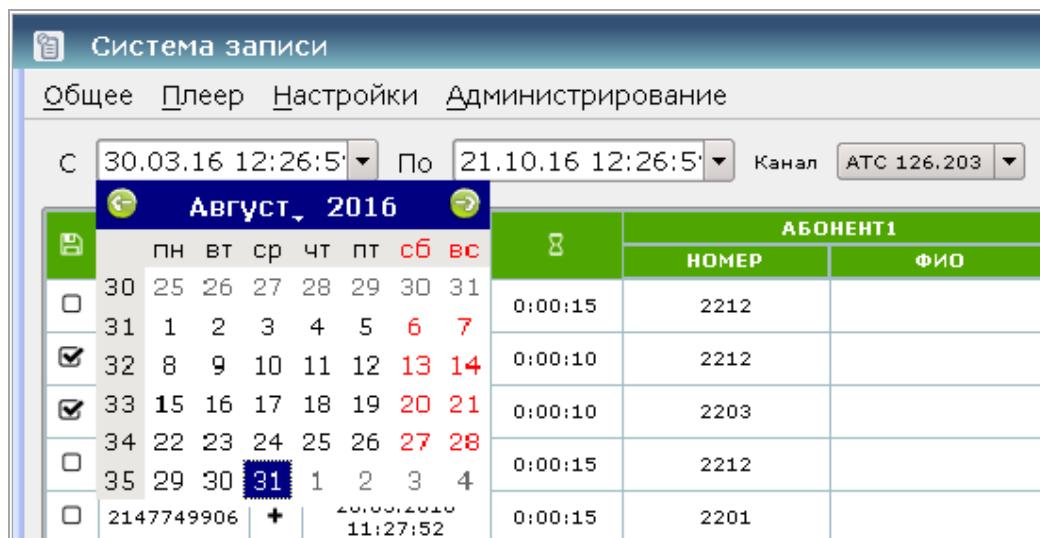 Система записи
Общее Плеер Настройки Администрирование
С 30.03.16 12:26:5 По 21.10.16 12:26:5 Канал АТС 126.203
Август, 2016
АБОНЕНТ1
пн вт ср чт пт сб вс
НОМЕР ФИО
30 25 26 27 28 29 30 31
0:00:15 2212
31 1 2 3 4 5 6 7
32 8 9 10 11 12 13 14
0:00:10 2212
33 15 16 17 18 19 20 21
0:00:10 2203
34 22 23 24 25 26 27 28
0:00:15 2212
35 29 30 31 1 2 3 4
2147749906 + 11:27:52 0:00:15 2201